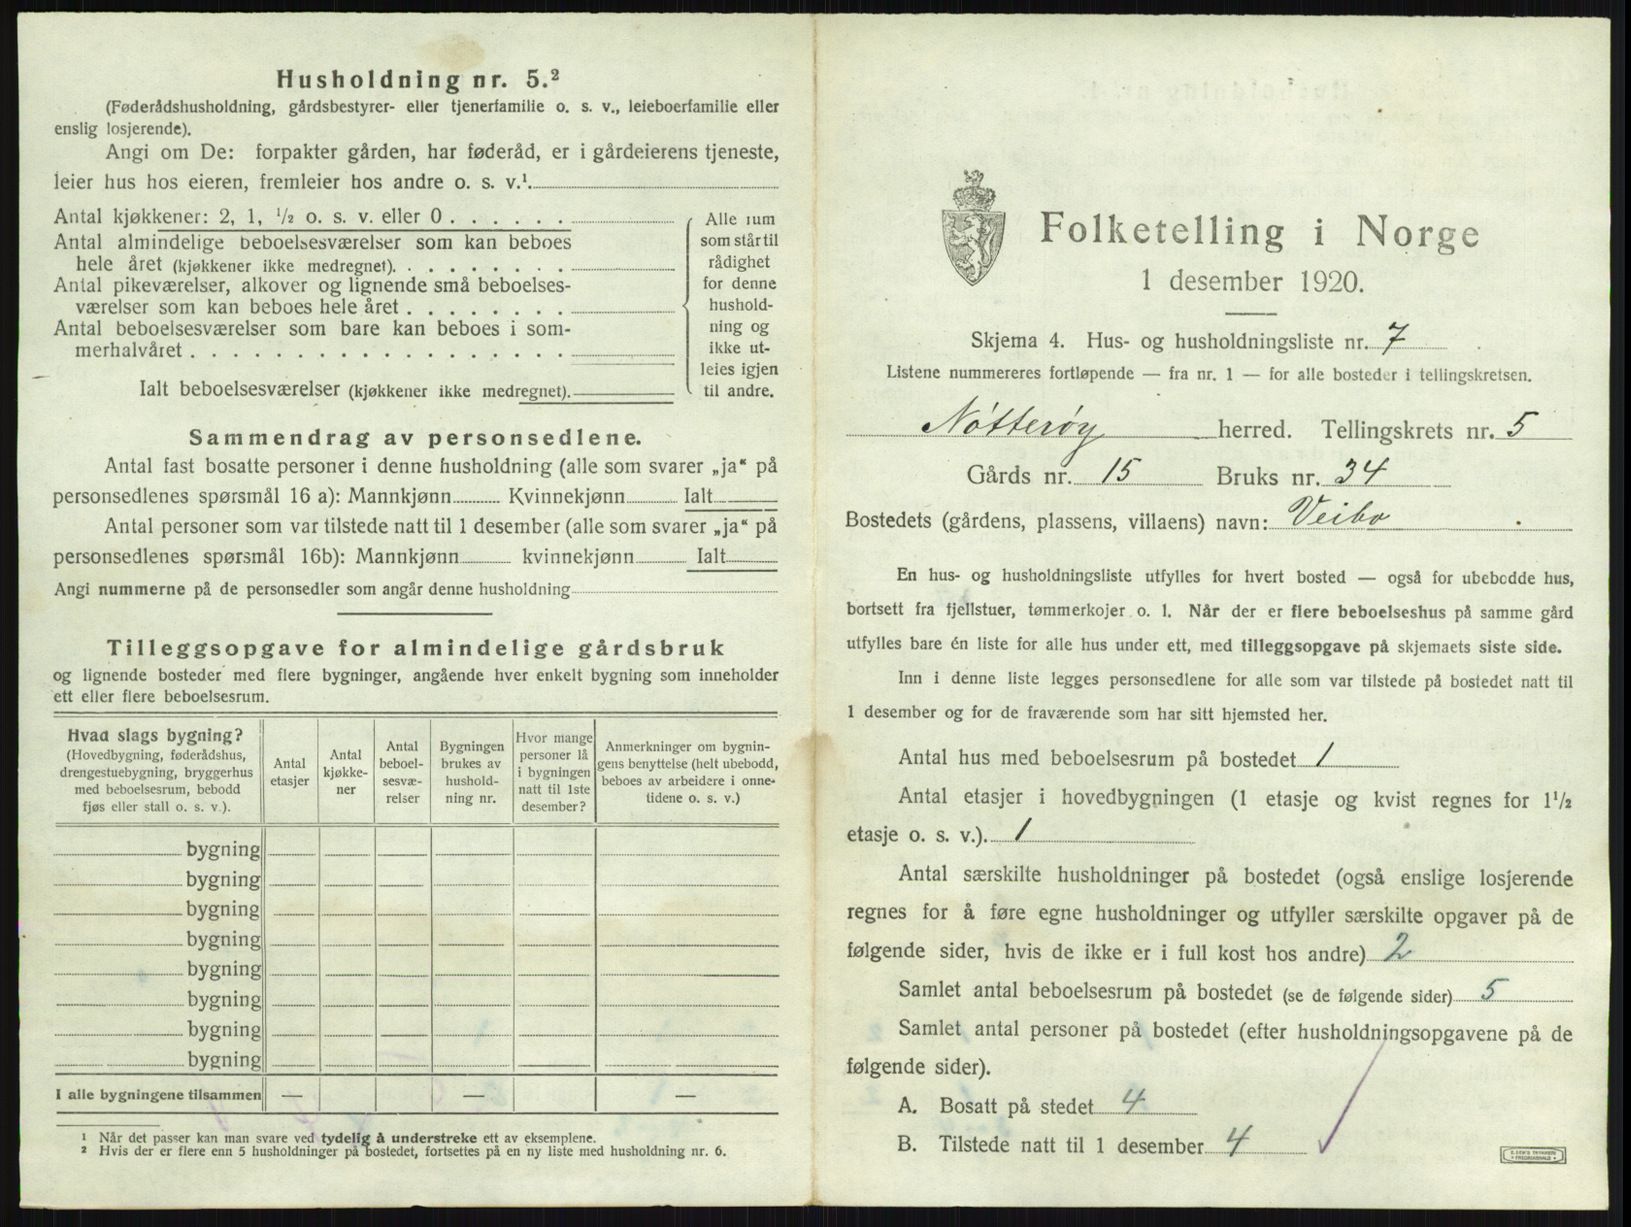 Husholdning nr. 5.²
(Føderådshusholdning, gårdsbestyrer- eller tjenerfamilie o. s. v., leieboerfamilie eller
enslig losjerende).
Angi om De: forpakter gården, har føderåd, er i gårdeierens tjeneste,
leier hus hos eieren, fremleier hos andre o. s. v.¹
Antal kjøkkener: 2, 1, ½ o. s. v. eller 0 . . . . . .
Antal almindelige beboelsesværelser som kan beboes
hele året (kjøkkener ikke medregnet). . . . . . . . .
Antal pikeværelser, alkover og lignende små beboelses-
værelser som kan beboes hele året . . . . . . . .
Antal beboelsesværelser som bare kan beboes i som-
merhalvåret . . . . . . . . . . . . . . . . . .
Ialt beboelsesværelser (kjøkkener ikke medregnet).
Alle rum
som står til
rådighet
for denne
hushold-
ning og
ikke ut-
leies igjen
til andre.
Sammendrag av personsedlene.
Antal fast bosatte personer i denne husholdning (alle som svarer „ja“ på
personsedlenes spørsmål 16 a): Mannkjønn Kvinnekjønn Ialt
Antal personer som var tilstede natt til 1 desember (alle som svarer „ja“ på
personsedlenes spørsmål 16b): Mannkjønn kvinnekjønn Ialt
Angi nummerne på de personsedler som angår denne husholdning
Tilleggsopgave for almindelige gårdsbruk
og lignende bosteder med flere bygninger, angående hver enkelt bygning som inneholder
ett eller flere beboelsesrum.
Hvad slags bygning?
(Hovedbygning, føderådshus,
drengestuebygning, bryggerhus
med beboelsesrum, bebodd
fjøs eller stall o. s. v.).
Antal
etasjer
Antal
kjøkke-
ner
Antal
beboel-
sesvæ-
relser
Bygningen
brukes av
hushold-
ning nr.
Hvor mange
personer lå
i bygningen
natt til 1ste
desember?
Anmerkninger om bygnin-
gens benyttelse (helt ubebodd,
beboes av arbeidere i onne-
tidene o. s. v.)
bygning
bygning
bygning
bygning
bygning
bygning
bygning
bygning
I alle bygningene tilsammen — — —
¹ Når det passer kan man svare ved tydelig å understreke ett av eksemplene.
² Hvis der er flere enn 5 husholdninger på bostedet, fortsettes på en ny liste med husholdning nr. 6.
Folketelling i Norge
1 desember 1920.
Skjema 4. Hus- og husholdningsliste nr. 7
Listene nummereres fortløpende — fra nr. 1 — for alle bosteder i tellingskretsen.
Nøtterøy herred. Tellingskrets nr. 5
Gårds nr. 15 Bruks nr. 34
Bostedets (gårdens, plassens, villaens) navn: Veibo
En hus- og husholdningsliste utfylles for hvert bosted — også for ubebodde hus,
bortsett fra fjellstuer, tømmerkojer o. l. Når der er flere beboelseshus på samme gård
utfylles bare én liste for alle hus under ett, med tilleggsopgave på skjemaets siste side.
Inn i denne liste legges personsedlene for alle som var tilstede på bostedet natt til
1 desember og for de fraværende som har sitt hjemsted her.
Antal hus med beboelsesrum på bostedet 1
Antal etasjer i hovedbygningen (1 etasje og kvist regnes for 1½
etasje o. s. v.). 1
Antal særskilte husholdninger på bostedet (også enslige losjerende
regnes for å føre egne husholdninger og utfyller særskilte opgaver på de
følgende sider, hvis de ikke er i full kost hos andre) 2
Samlet antal beboelsesrum på bostedet (se de følgende sider) 5
Samlet antal personer på bostedet (efter husholdningsopgavene på de
følgende sider).
A. Bosatt på stedet 4
B. Tilstede natt til 1 desember 4